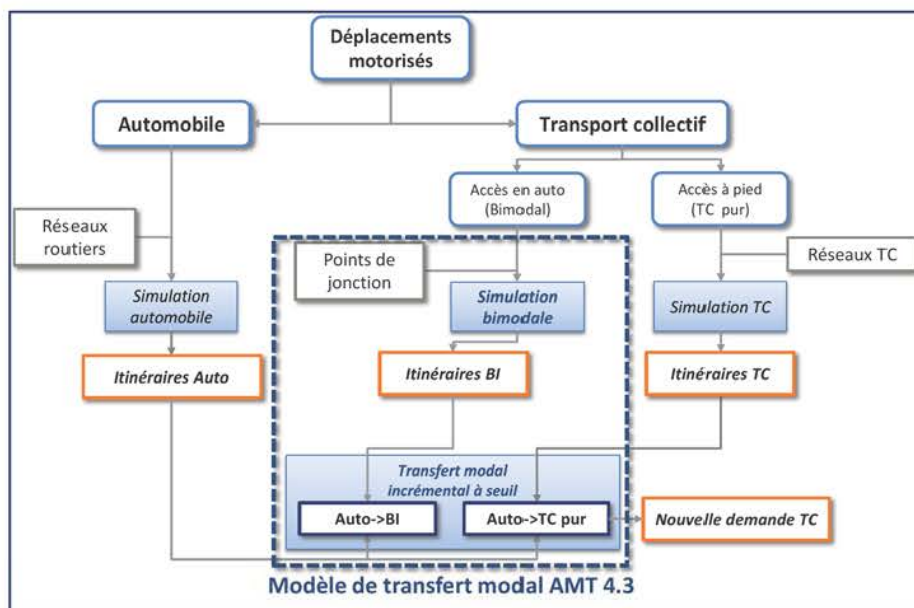 Déplacements
motorisés
Automobile
Transport collectif
Accès en auto
(Bimodal)
Accès à pied
(TC pur)
Réseaux
routiers
Points de
jonction
Réseaux TC
Simulation
automobile
Simulation
bimodale
Simulation TC
Itinéraires Auto
Itinéraires BI
Itinéraires TC
Transfert modal
incrémental à seuil
Auto->BI
Auto->TC pur
Nouvelle demande TC
Modèle de transfert modal AMT 4.3